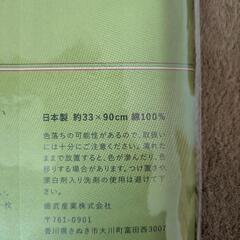 日本製 約33×90cm 綿100%
色落ちの可能性があるので、取扱い
には十分にご注意ください。濡れた
ままで放置すると、色が滲んだり、色
移りする場合があります。つけ置きや
漂白剤入り洗剤の使用は避けて下
さい。
徳武産業株式会社
〒761-0901
香川県さぬき市大川町富田西3007